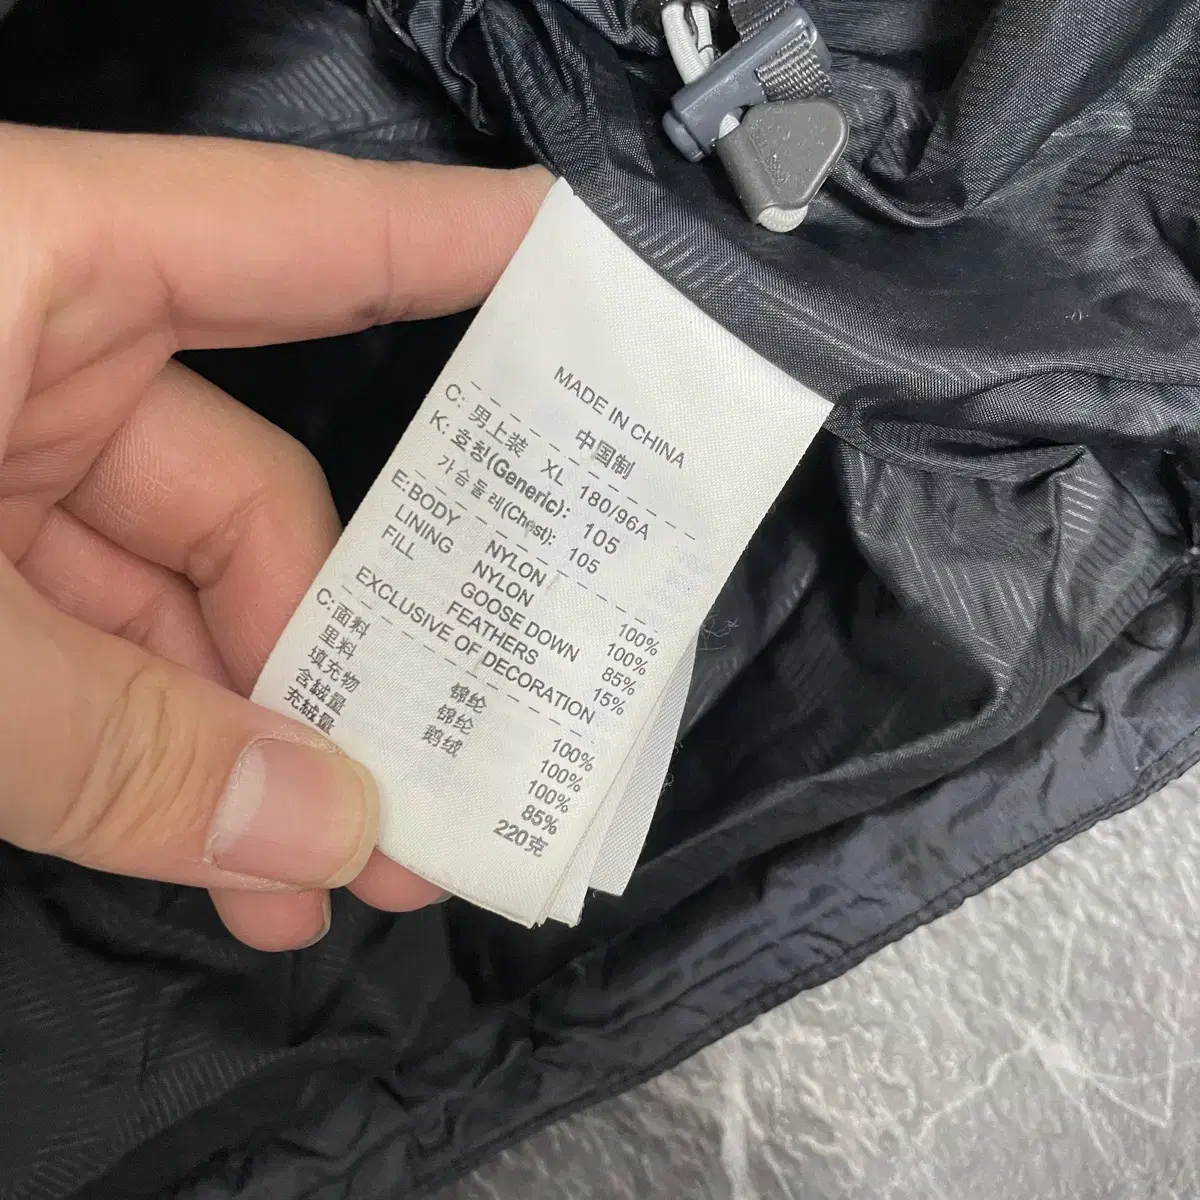 MADE IN CHINA
中国制
C: 男上装 XL 180/96A
K: 호칭(Generic): 105
가슴둘레(Chest): 105
E:BODY NYLON 100%
LINING NYLON 100%
FILL GOOSE DOWN 85%
FEATHERS 15%
EXCLUSIVE OF DECORATION
C:面料 锦纶 100%
里料 锦纶 100%
填充物 鹅绒 100%
含絨量 85%
充絨量 220克